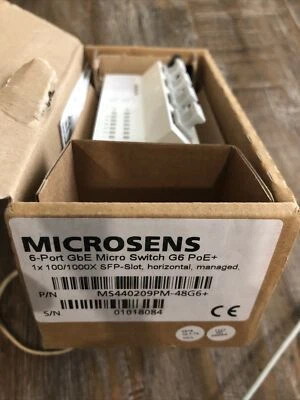 MICROSENS
6-Port GbE Micro Switch G6 PoE+
1x 100/1000X SFP-Slot, horizontal, managed,
P/N MS440209PM-48G6+
S/N 01018084
CE